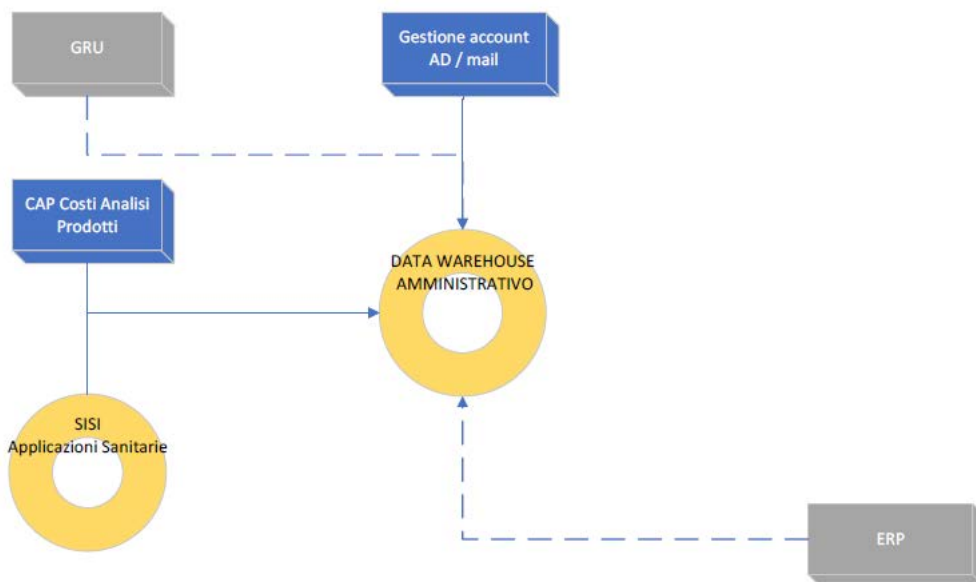 GRU
Gestione account
AD / mail
CAP Costi Analisi
Prodotti
DATA WAREHOUSE
AMMINISTRATIVO
SISI
Applicazioni Sanitarie
ERP